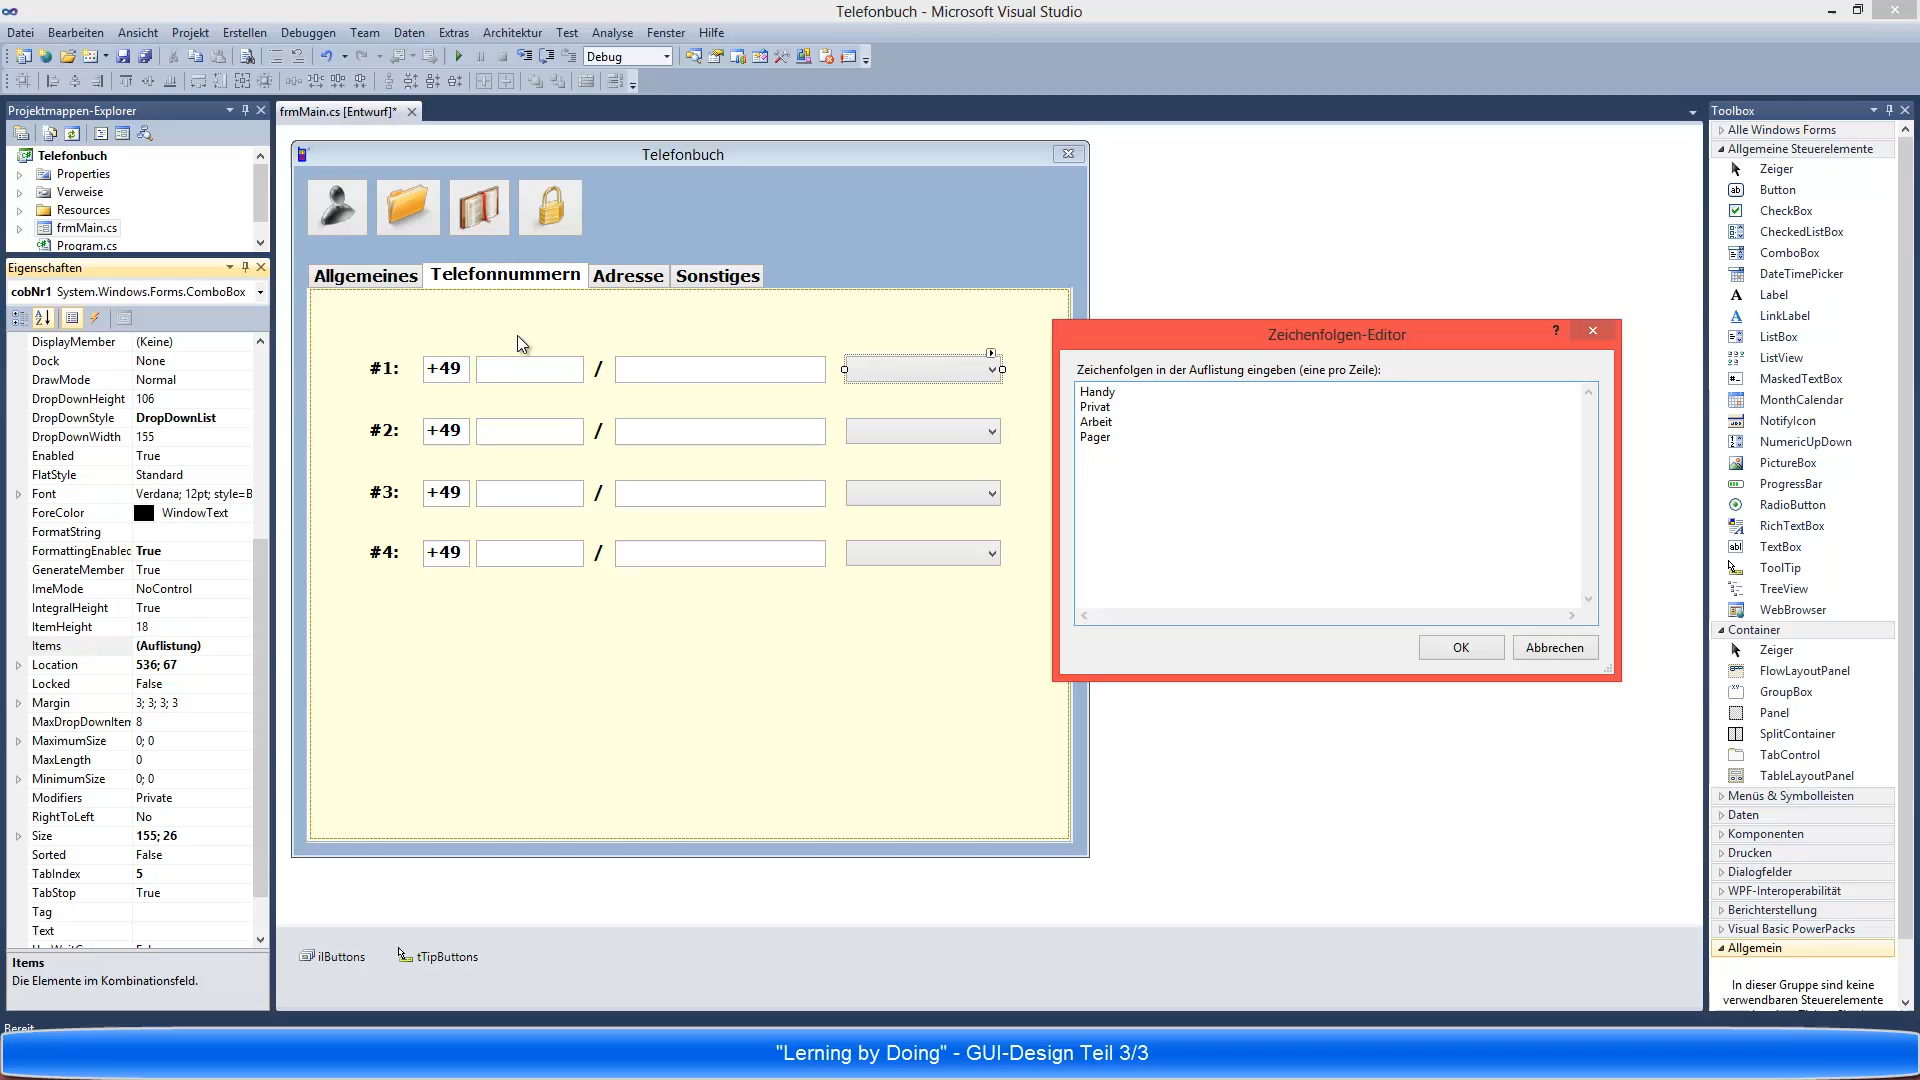 Telefonbuch - Microsoft Visual Studio
Datei Bearbeiten Ansicht Projekt Erstellen Debuggen Team Daten Extras Architektur Test Analyse Fenster Hilfe
Debug
Projektmappen-Explorer
Telefonbuch
Properties
Verweise
Resources
frmMain.cs
Program.cs
Eigenschaften
cobNr1 System.Windows.Forms.ComboBox
DisplayMember (Keine)
Dock None
DrawMode Normal
DropDownHeight 106
DropDownStyle DropDownList
DropDownWidth 155
Enabled True
FlatStyle Standard
Font Verdana; 12pt; style=B
ForeColor WindowText
FormatString
FormattingEnabled True
GenerateMember True
ImeMode NoControl
IntegralHeight True
ItemHeight 18
Items (Auflistung)
Location 536; 67
Locked False
Margin 3; 3; 3; 3
MaxDropDownItem 8
MaximumSize 0; 0
MaxLength 0
MinimumSize 0; 0
Modifiers Private
RightToLeft No
Size 155; 26
Sorted False
TabIndex 5
TabStop True
Tag
Text
Items
Die Elemente im Kombinationsfeld.
Bereit
frmMain.cs [Entwurf]*
Telefonbuch
Allgemeines Telefonnummern Adresse Sonstiges
#1: +49 /
#2: +49 /
#3: +49 /
#4: +49 /
ilButtons tTipButtons
Zeichenfolgen-Editor
?
Zeichenfolgen in der Auflistung eingeben (eine pro Zeile):
Handy
Privat
Arbeit
Pager
OK Abbrechen
Toolbox
Alle Windows Forms
Allgemeine Steuerelemente
Zeiger
Button
CheckBox
CheckedListBox
ComboBox
DateTimePicker
Label
LinkLabel
ListBox
ListView
MaskedTextBox
MonthCalendar
NotifyIcon
NumericUpDown
PictureBox
ProgressBar
RadioButton
RichTextBox
TextBox
ToolTip
TreeView
WebBrowser
Container
Zeiger
FlowLayoutPanel
GroupBox
Panel
SplitContainer
TabControl
TableLayoutPanel
Menüs & Symbolleisten
Daten
Komponenten
Drucken
Dialogfelder
WPF-Interoperabilität
Berichterstattung
Visual Basic PowerPacks
Allgemein
In dieser Gruppe sind keine
verwendbaren Steuerelemente
"Lerning by Doing" - GUI-Design Teil 3/3